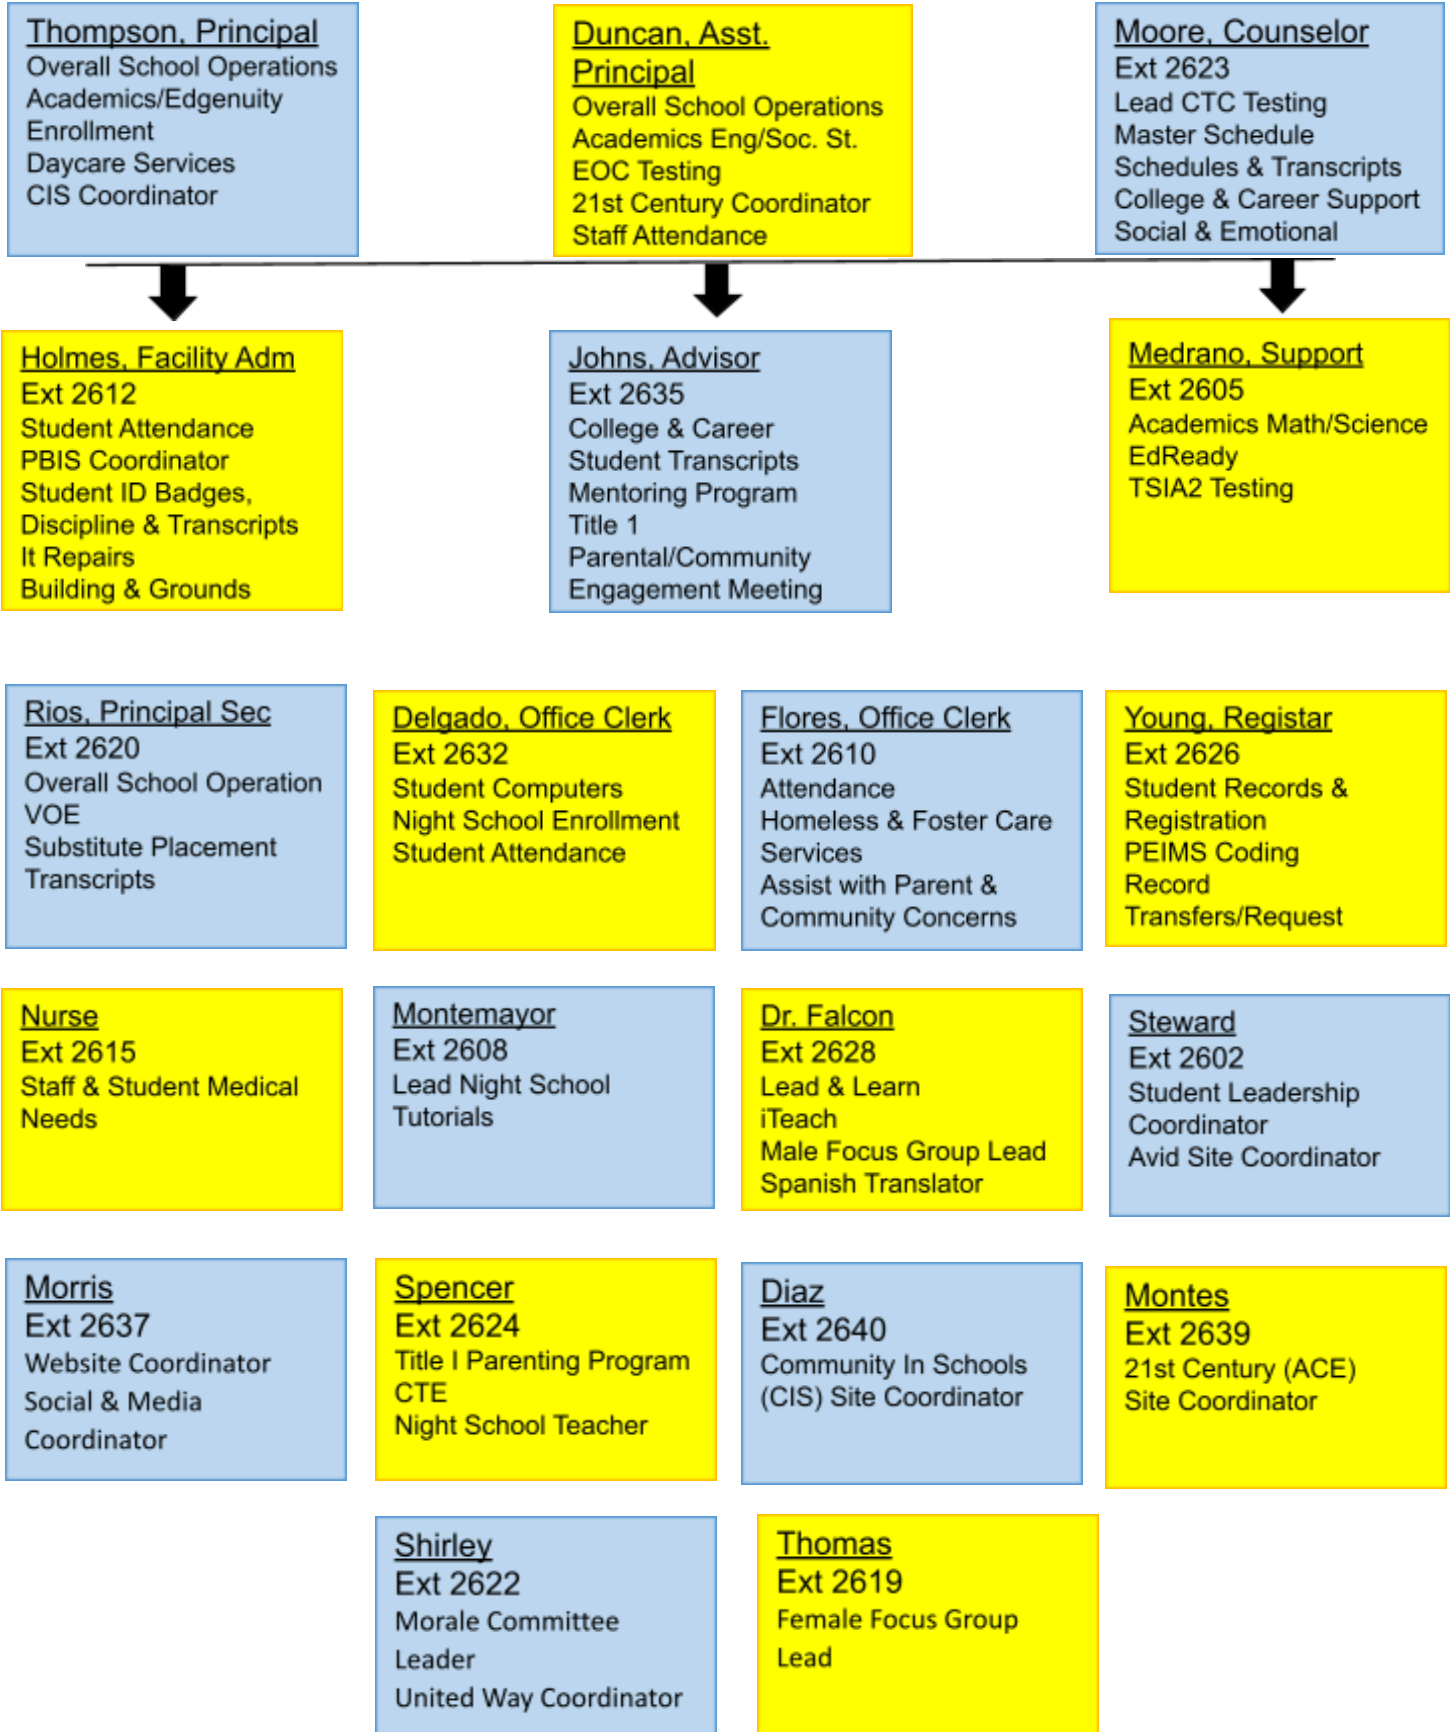 Thompson, Principal
Overall School Operations
Academics/Edgenuity
Enrollment
Daycare Services
CIS Coordinator
Duncan, Asst.
Principal
Overall School Operations
Academics Eng/Soc. St.
EOC Testing
21st Century Coordinator
Staff Attendance
Moore, Counselor
Ext 2623
Lead CTC Testing
Master Schedule
Schedules & Transcripts
College & Career Support
Social & Emotional
Holmes, Facility Adm
Ext 2612
Student Attendance
PBIS Coordinator
Student ID Badges,
Discipline & Transcripts
It Repairs
Building & Grounds
Johns, Advisor
Ext 2635
College & Career
Student Transcripts
Mentoring Program
Title 1
Parental/Community
Engagement Meeting
Medrano, Support
Ext 2605
Academics Math/Science
EdReady
TSIA2 Testing
Rios, Principal Sec
Ext 2620
Overall School Operation
VOE
Substitute Placement
Transcripts
Delgado, Office Clerk
Ext 2632
Student Computers
Night School Enrollment
Student Attendance
Flores, Office Clerk
Ext 2610
Attendance
Homeless & Foster Care
Services
Assist with Parent &
Community Concerns
Young, Registar
Ext 2626
Student Records &
Registration
PEIMS Coding
Record
Transfers/Request
Nurse
Ext 2615
Staff & Student Medical
Needs
Montemayor
Ext 2608
Lead Night School
Tutorials
Dr. Falcon
Ext 2628
Lead & Learn
iTeach
Male Focus Group Lead
Spanish Translator
Steward
Ext 2602
Student Leadership
Coordinator
Avid Site Coordinator
Morris
Ext 2637
Website Coordinator
Social & Media
Coordinator
Spencer
Ext 2624
Title I Parenting Program
CTE
Night School Teacher
Diaz
Ext 2640
Community In Schools
(CIS) Site Coordinator
Montes
Ext 2639
21st Century (ACE)
Site Coordinator
Shirley
Ext 2622
Morale Committee
Leader
United Way Coordinator
Thomas
Ext 2619
Female Focus Group
Lead